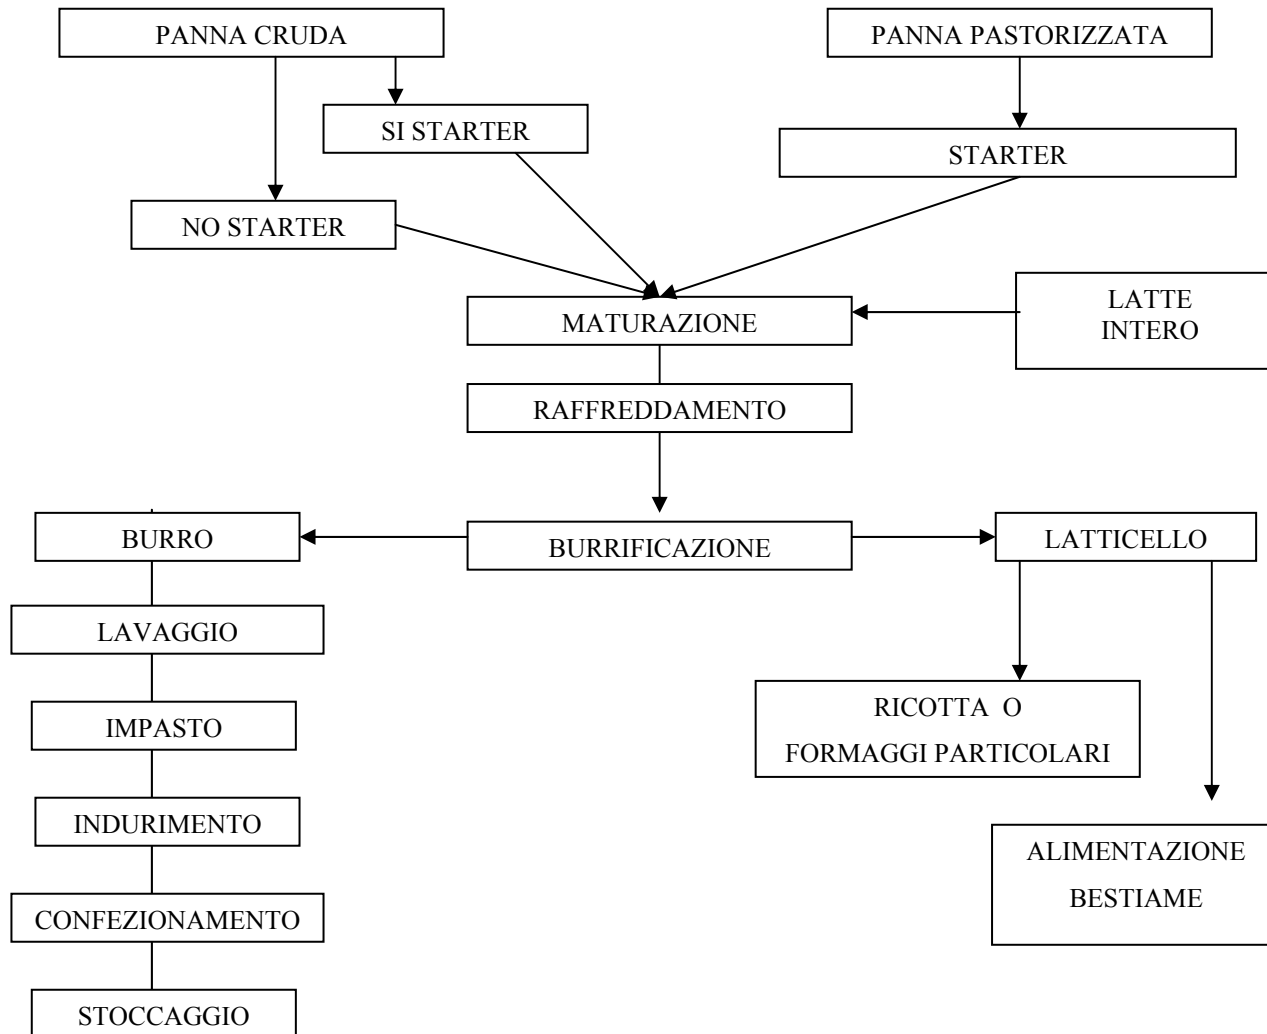 PANNA CRUDA
PANNA PASTORIZZATA
SI STARTER
STARTER
NO STARTER
LATTE
INTERO
MATURAZIONE
RAFFREDDAMENTO
BURRO
BURRIFICAZIONE
LATTICELLO
LAVAGGIO
RICOTTA O
FORMAGGI PARTICOLARI
IMPASTO
INDURIMENTO
ALIMENTAZIONE
BESTIAME
CONFEZIONAMENTO
STOCCAGGIO